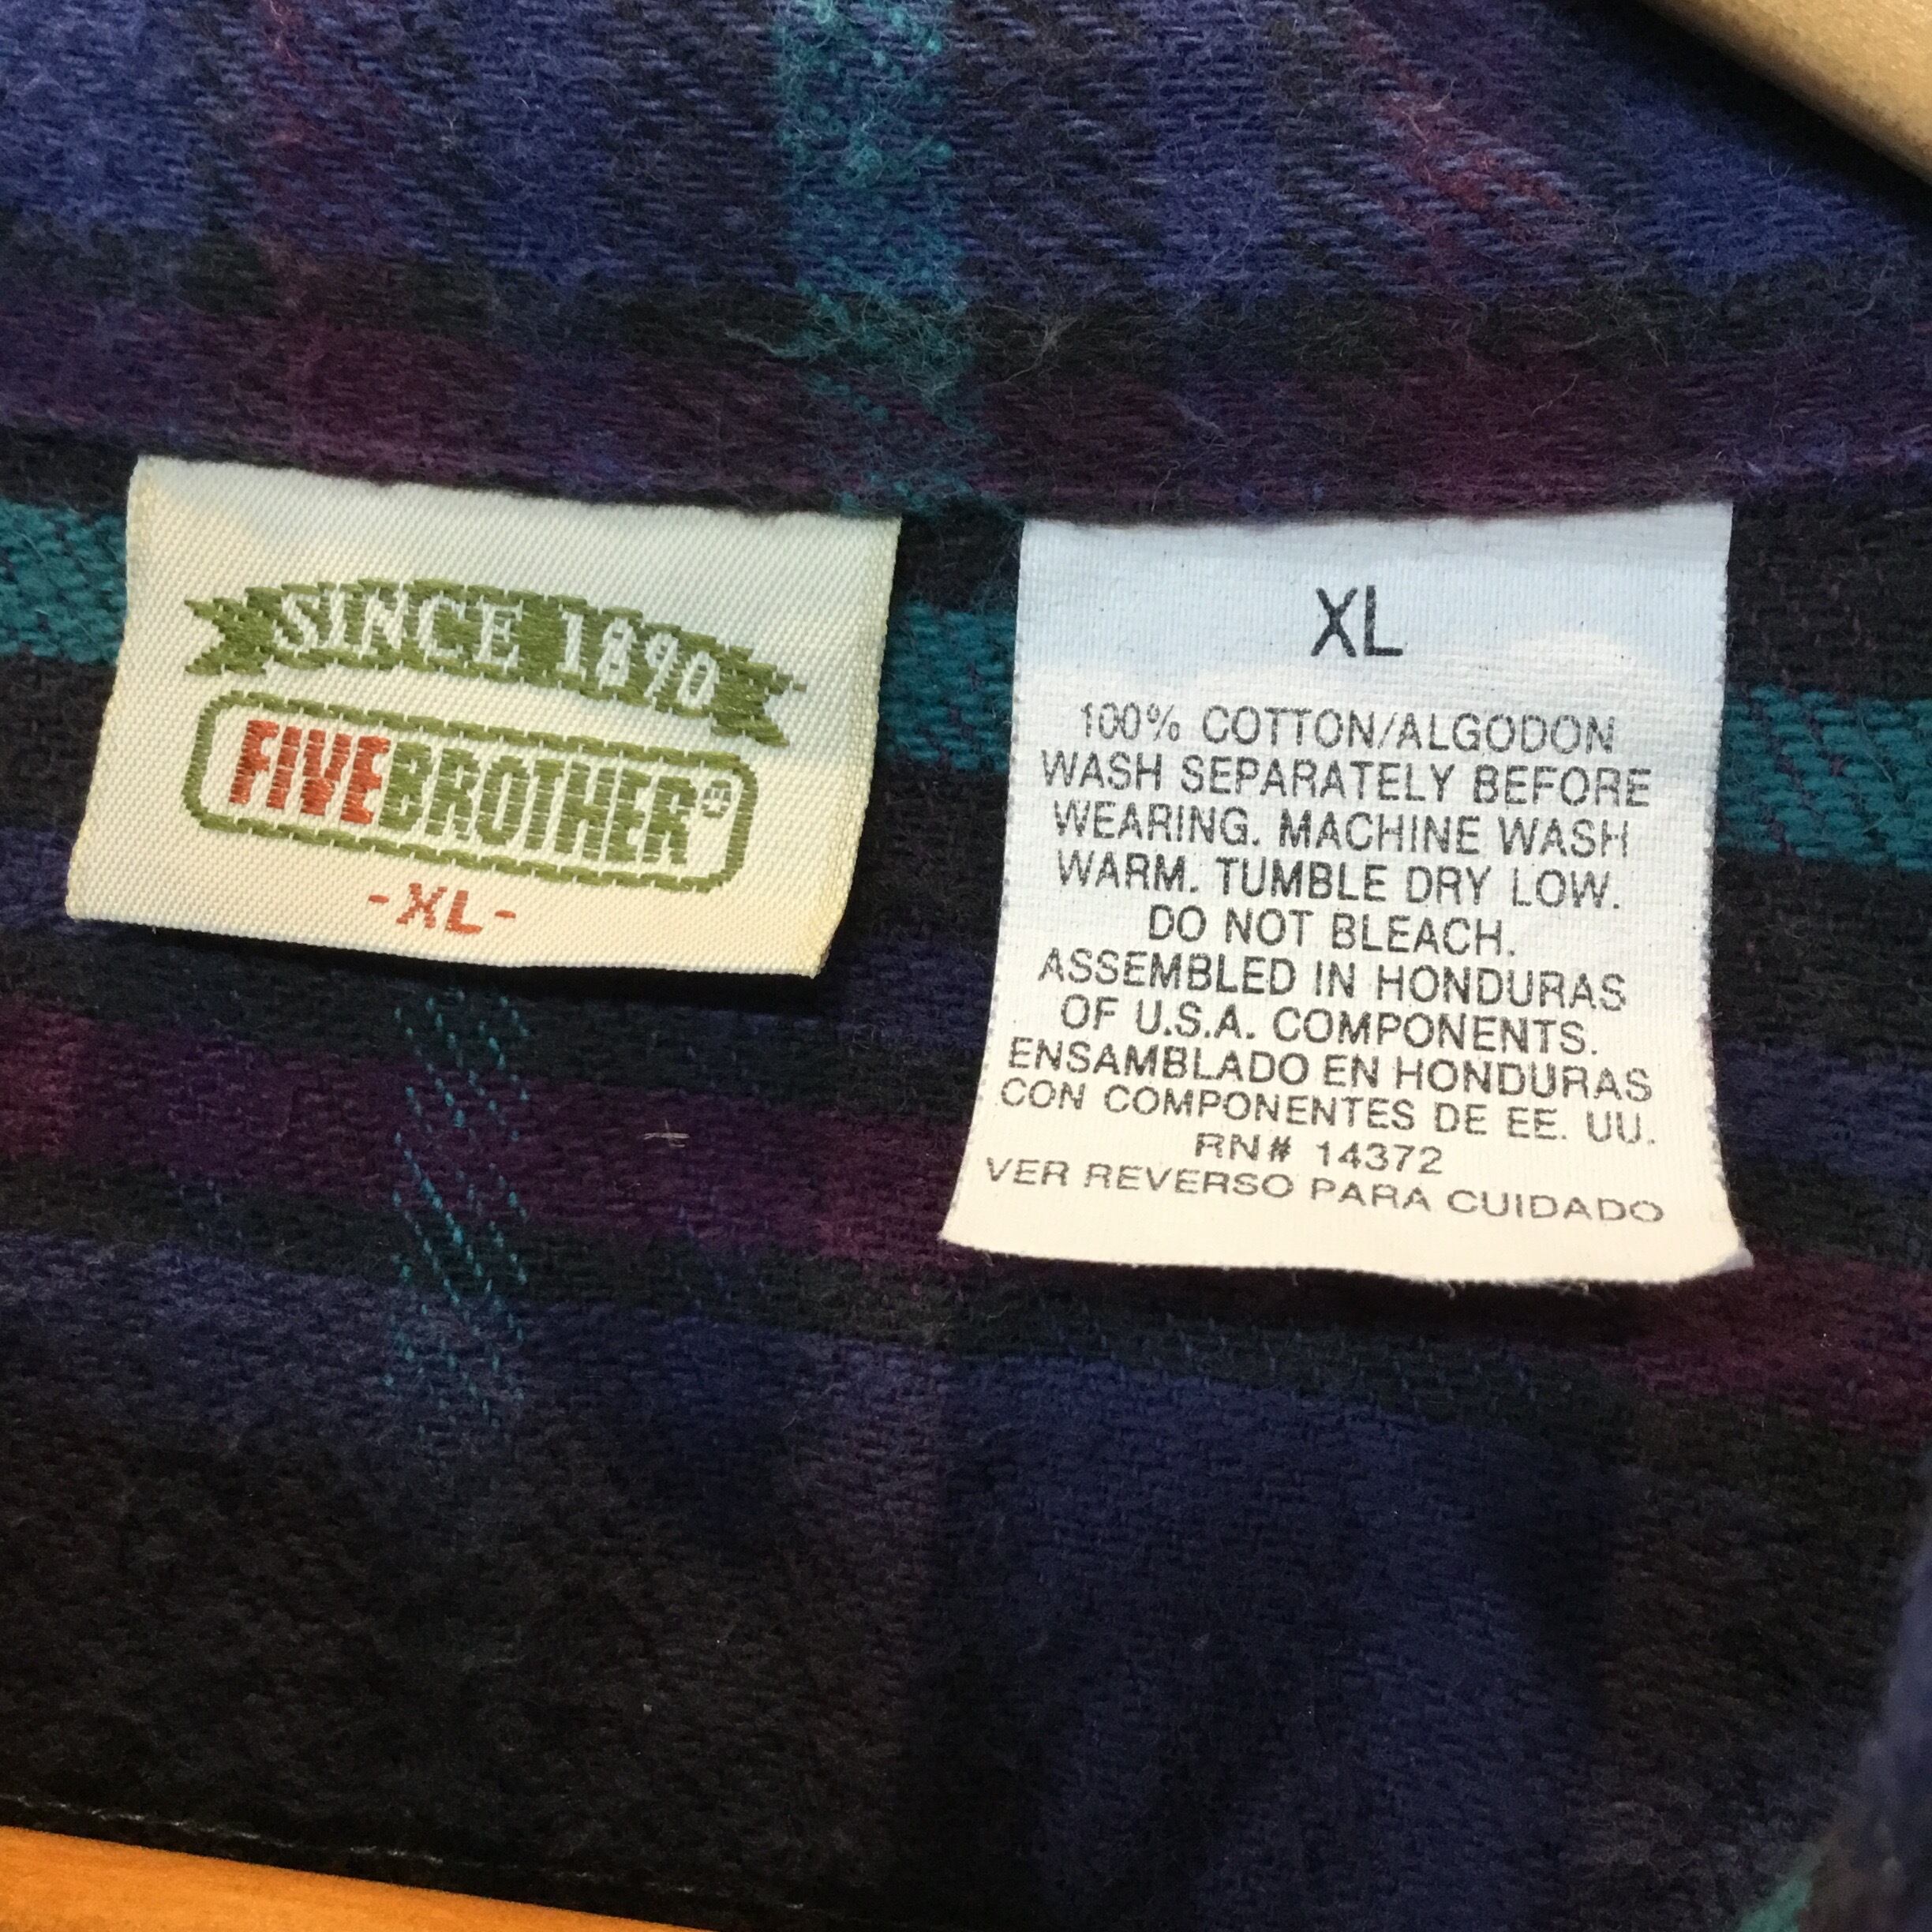 SINCE 1890
FIVEBROTHER®
-XL-
XL
100% COTTON/ALGODON
WASH SEPARATELY BEFORE
WEARING. MACHINE WASH
WARM. TUMBLE DRY LOW.
DO NOT BLEACH.
ASSEMBLED IN HONDURAS
OF U.S.A. COMPONENTS.
ENSAMBLADO EN HONDURAS
CON COMPONENTES DE EE. UU.
RN# 14372
VER REVERSO PARA CUIDADO